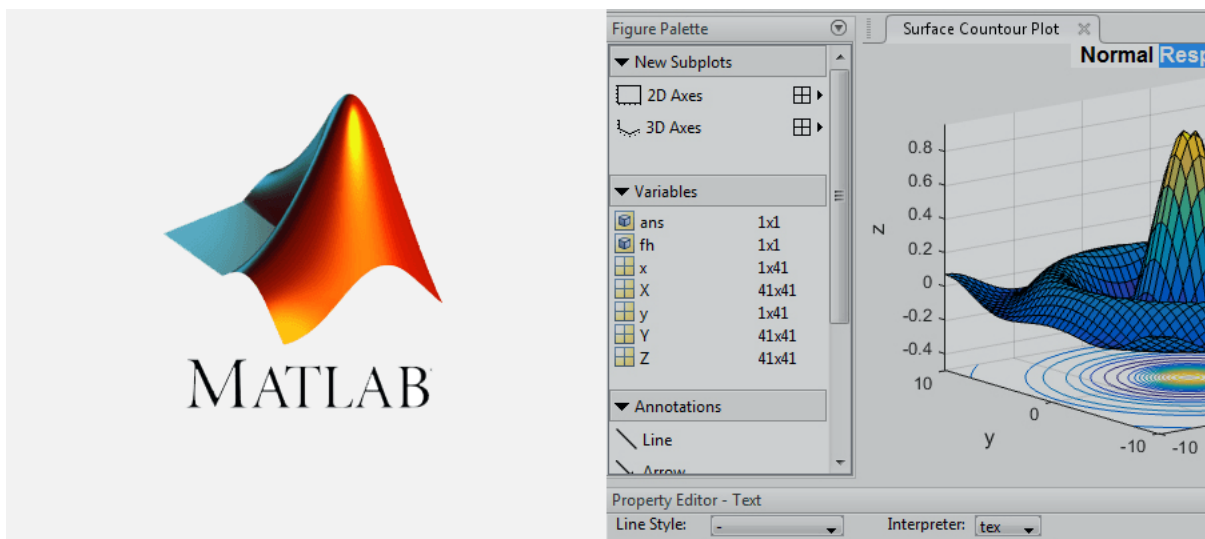 MATLAB
Figure Palette
New Subplots
2D Axes
3D Axes
Variables
ans 1x1
fh 1x1
x 1x41
X 41x41
y 1x41
Y 41x41
Z 41x41
Annotations
Line
Arrow
Property Editor - Text
Line Style: -
Interpreter: tex
Surface Countour Plot
Normal Resp
0.8
0.6
0.4
0.2
0
-0.2
-0.4
z
10
0
-10
y
-10